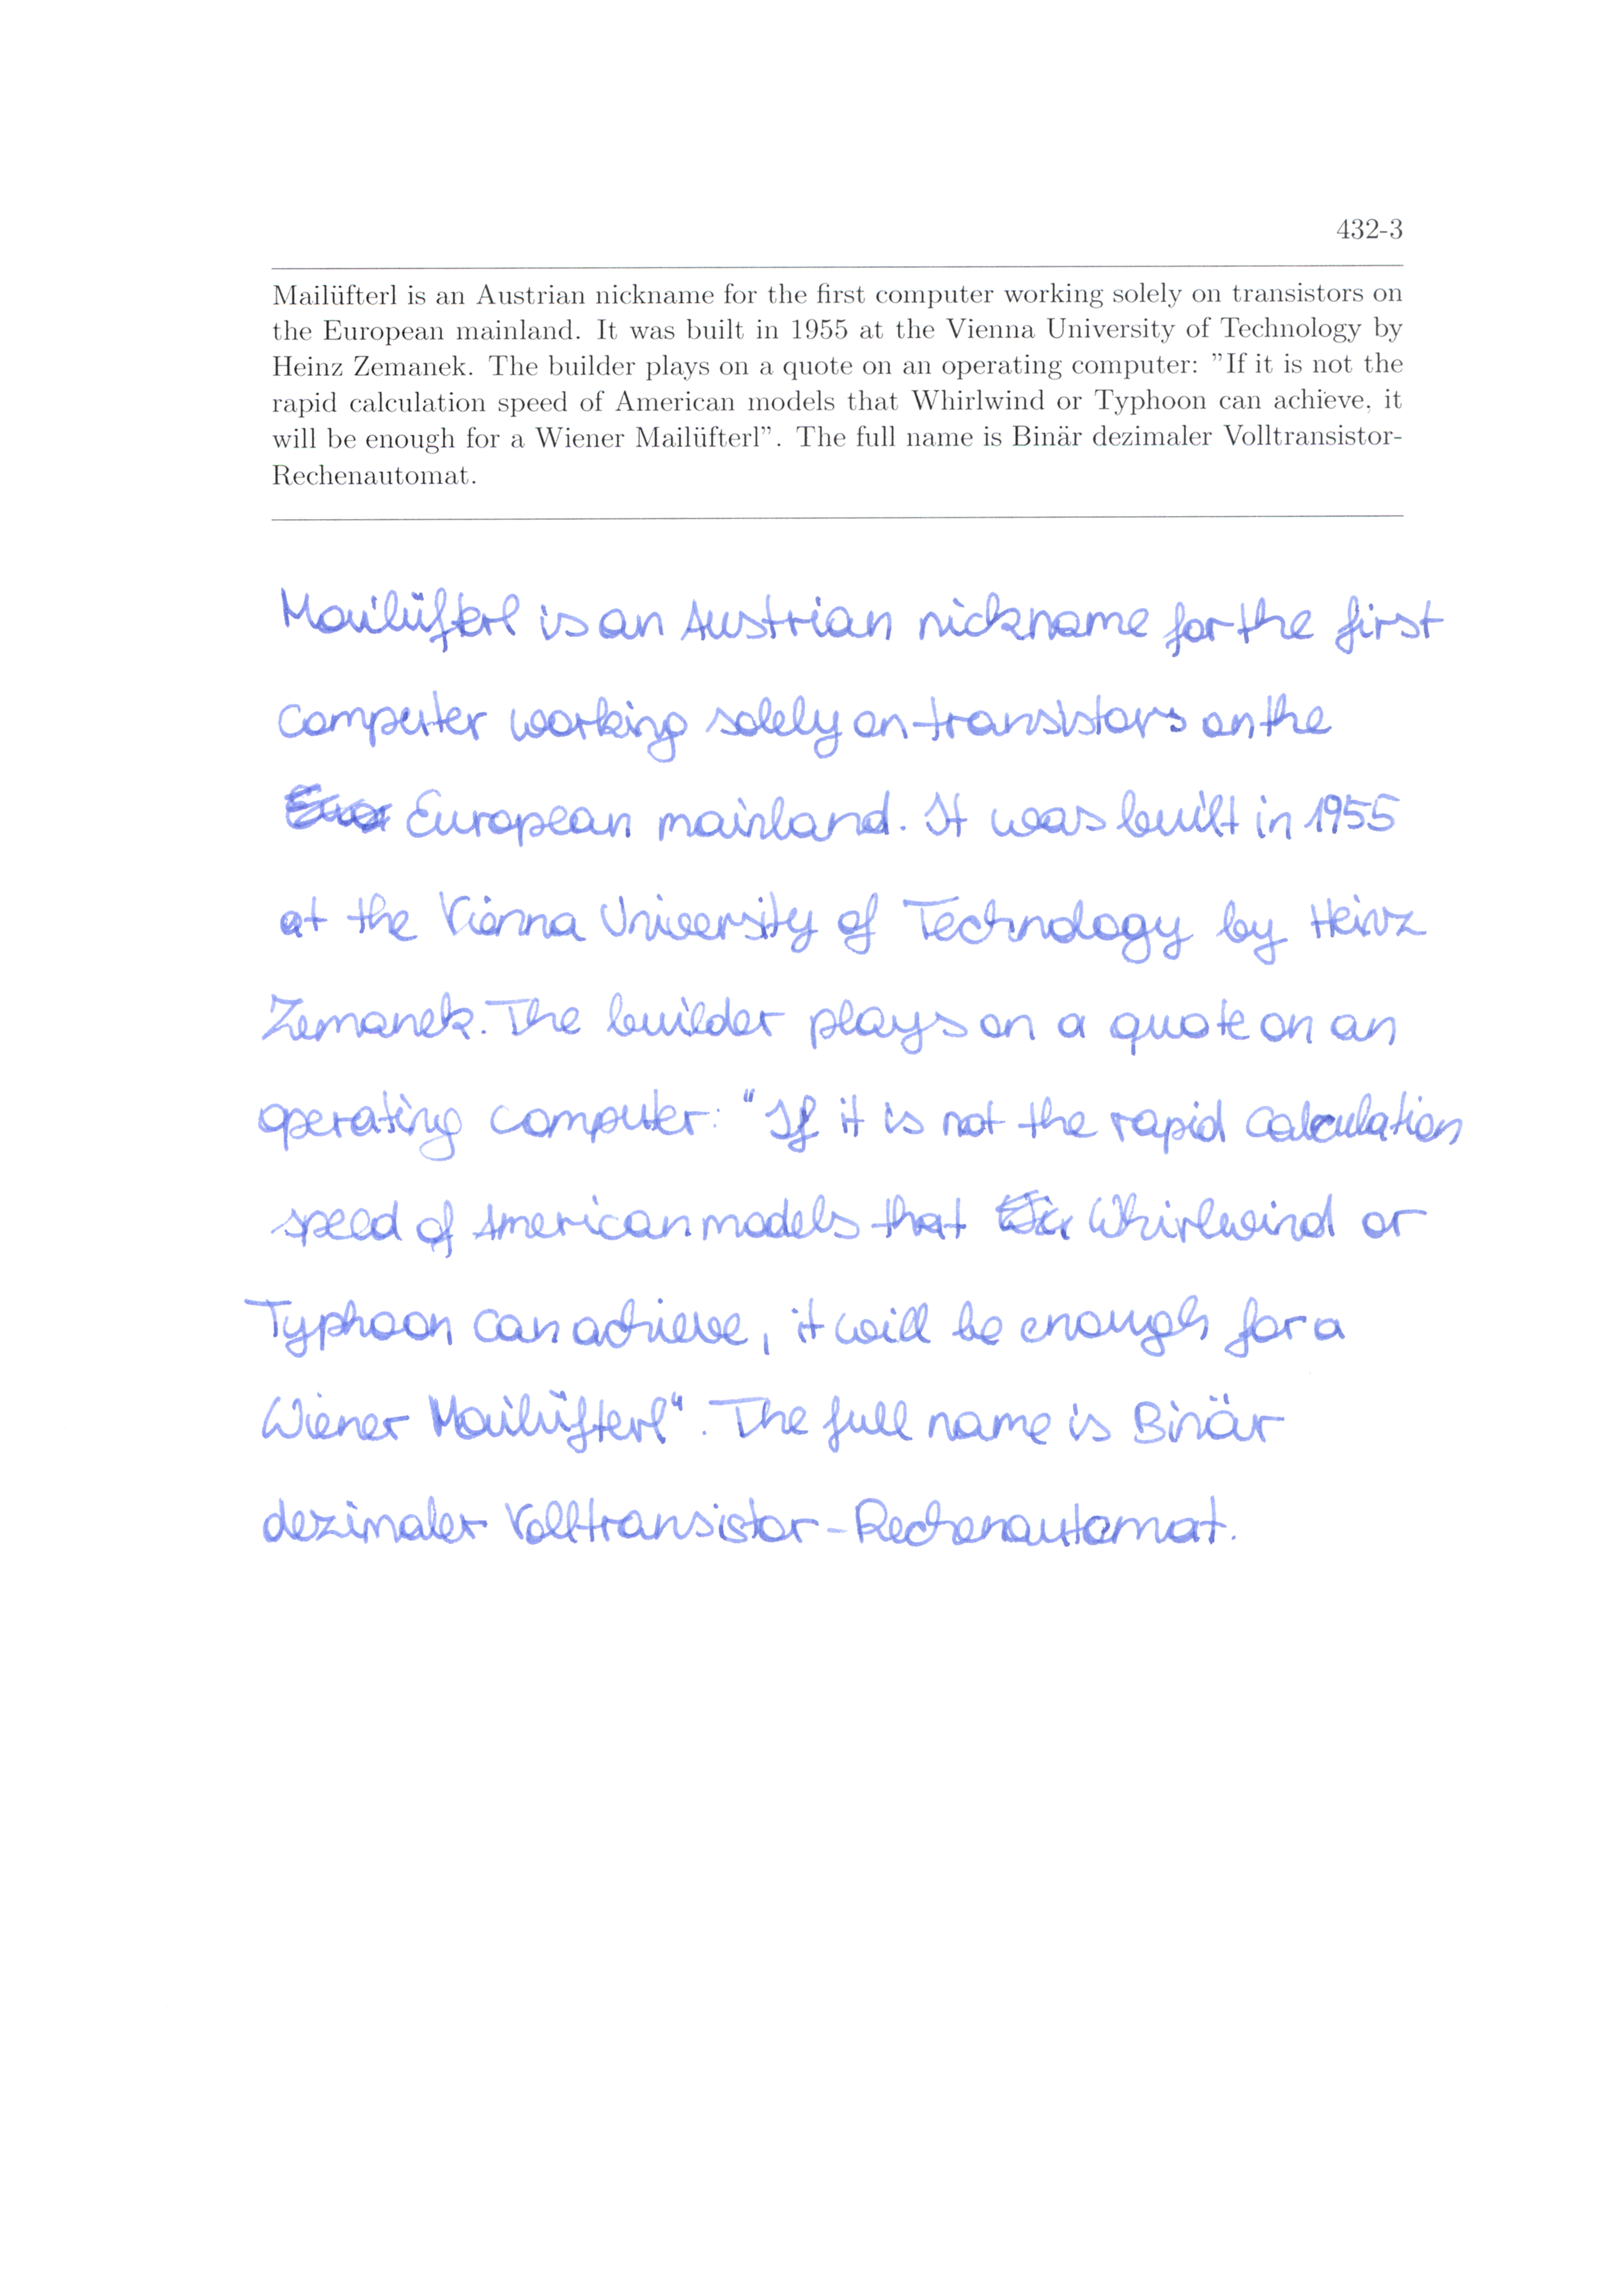 432-3
Mailüfterl is an Austrian nickname for the first computer working solely on transistors on
the European mainland. It was built in 1955 at the Vienna University of Technology by
Heinz Zemanek. The builder plays on a quote on an operating computer: "If it is not the
rapid calculation speed of American models that Whirlwind or Typhoon can achieve, it
will be enough for a Wiener Mailüfterl". The full name is Binär dezimaler Volltransistor-
Rechenautomat.
Mailüfterl is an Austrian nickname for the first
computer working solely on transistors on the
European mainland. It was built in 1955
at the Vienna University of Technology by Heinz
Zemanek. The builder plays on a quote on an
operating computer: "If it is not the rapid calculation
speed of American models that Whirlwind or
Typhoon can achieve, it will be enough for a
Wiener Mailüfterl". The full name is Binär
dezimaler Volltransistor-Rechenautomat.